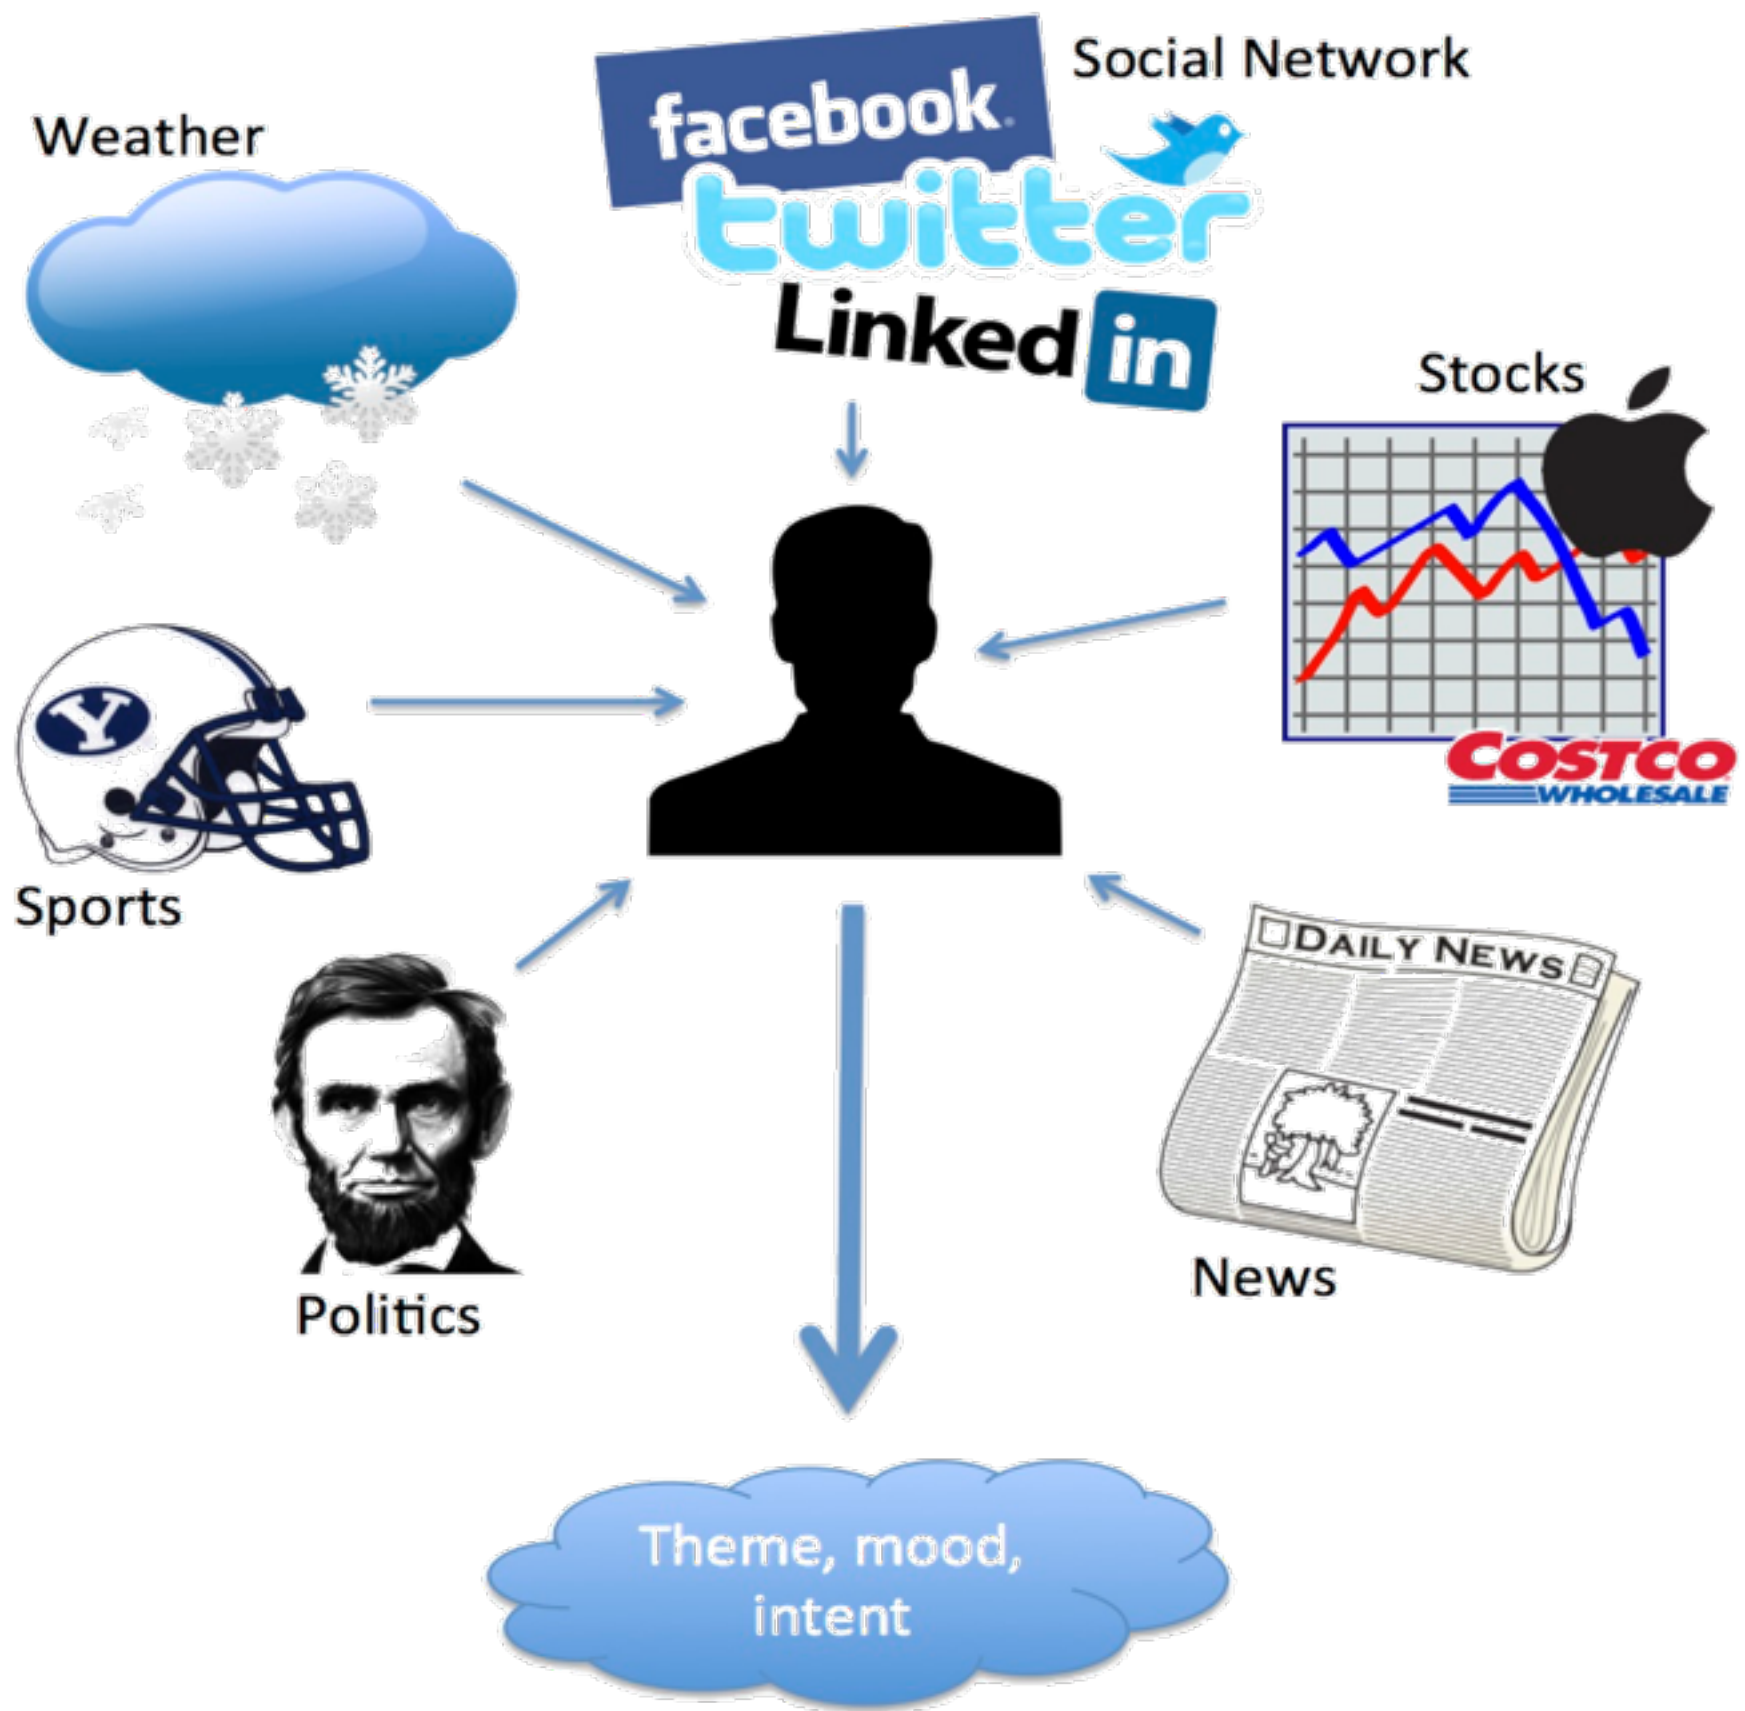 Social Network
facebook
twitter
Linked in
Weather
Stocks
COSTCO
WHOLESALE
Y
Sports
DAILY NEWS
News
Politics
Theme, mood,
intent